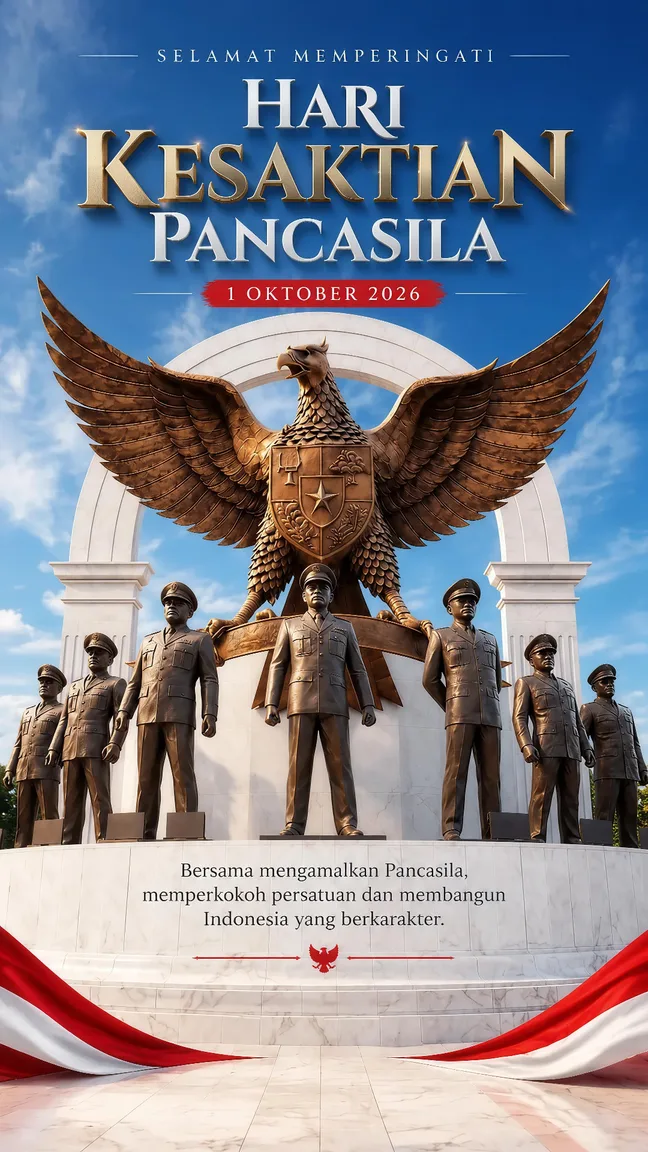 SELAMAT MEMPERINGATI
HARI
KESAKTIAN
PANCASILA
1 OKTOBER 2026
Bersama mengamalkan Pancasila,
memperkokoh persatuan dan membangun
Indonesia yang berkarakter.